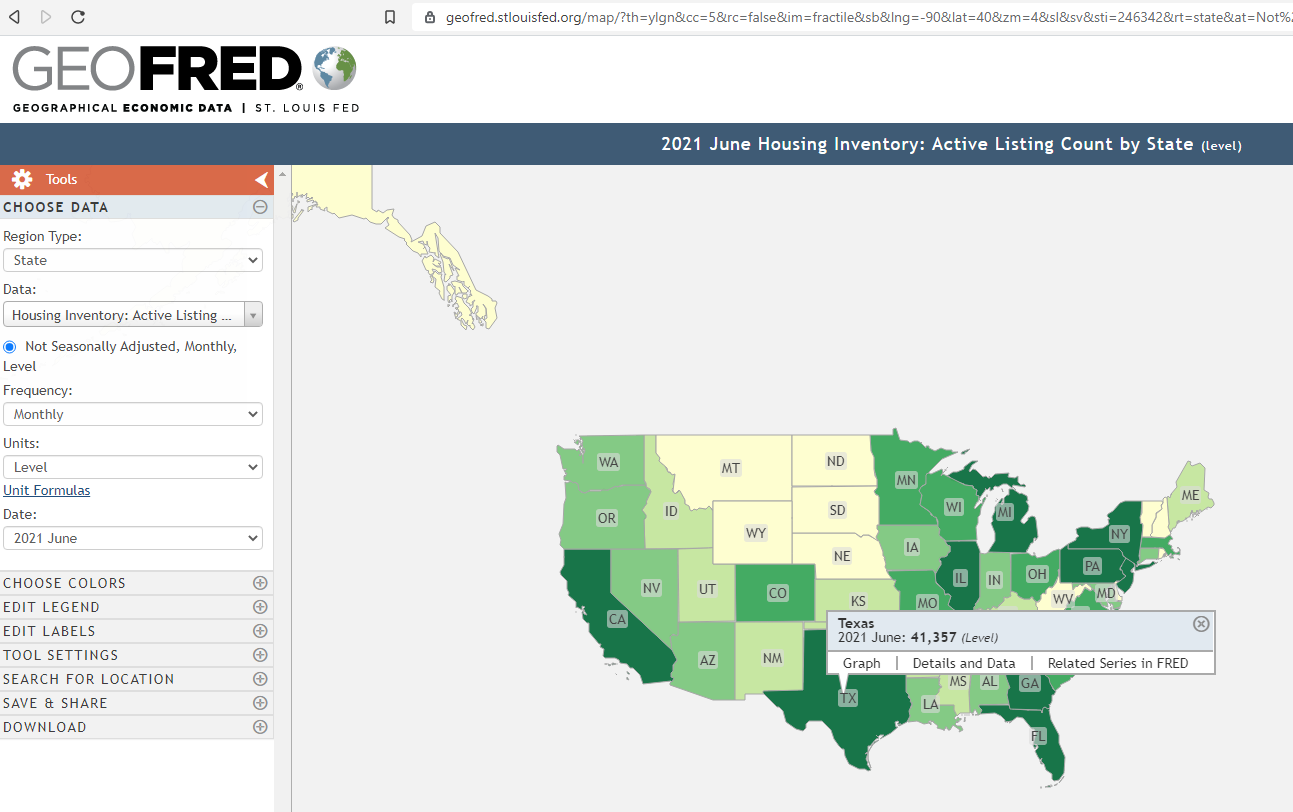 geofred.stlouisfed.org/map/?th=ylgn&cc=5&rc=false&im=fractile&sb&lng=-90&lat=40&zm=4&sl&sv&sti=246342&rt=state&at=Not%2
GEOFRED®
GEOGRAPHICAL ECONOMIC DATA | ST. LOUIS FED
2021 June Housing Inventory: Active Listing Count by State (level)
Tools
CHOOSE DATA
Region Type:
State
Data:
Housing Inventory: Active Listing ...
Not Seasonally Adjusted, Monthly,
Level
Frequency:
Monthly
Units:
Level
Unit Formulas
Date:
2021 June
CHOOSE COLORS
EDIT LEGEND
EDIT LABELS
TOOL SETTINGS
SEARCH FOR LOCATION
SAVE & SHARE
DOWNLOAD
WA
MT
ND
MN
OR
ID
SD
WI
MI
ME
WY
NY
NE
IA
PA
NV
UT
CO
KS
MO
IL
IN
OH
WV
MD
CA
AZ
NM
Texas
2021 June: 41,357 (Level)
Graph | Details and Data | Related Series in FRED
TX
LA
MS
AL
GA
FL